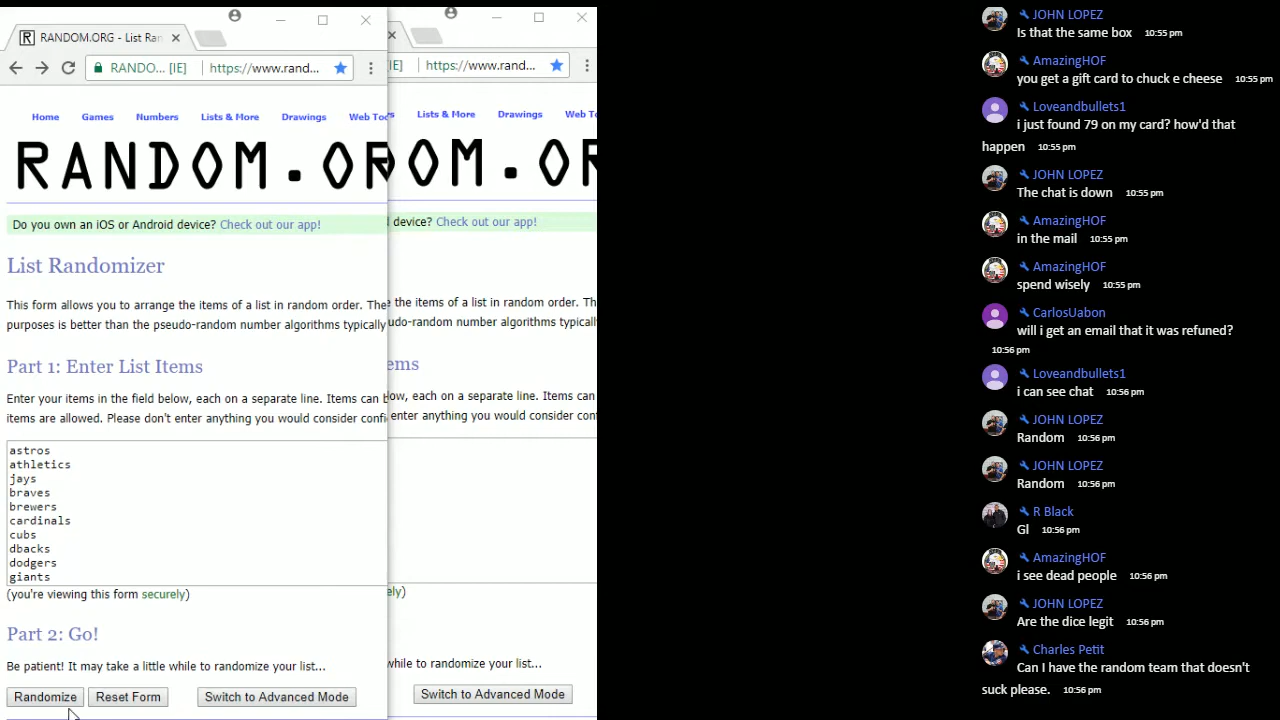 RANDOM.ORG - List Ran
RANDO... [IE] https://www.rand...
[IE] https://www.rand...
Home Games Numbers Lists & More Drawings Web Too
s Lists & More Drawings Web T
RANDOM.OR
OM.O
Do you own an iOS or Android device? Check out our app!
device? Check out our app!
List Randomizer
This form allows you to arrange the items of a list in random order. The
the items of a list in random order. Th
purposes is better than the pseudo-random number algorithms typically
udo-random number algorithms typical
Part 1: Enter List Items
ems
Enter your items in the field below, each on a separate line. Items can b
ow, each on a separate line. Items can
items are allowed. Please don't enter anything you would consider confi
enter anything you would consider con
astros
athletics
jays
braves
brewers
cardinals
cubs
dbacks
dodgers
giants
(you're viewing this form securely)
ely)
Part 2: Go!
Be patient! It may take a little while to randomize your list...
while to randomize your list...
Randomize Reset Form Switch to Advanced Mode
Switch to Advanced Mode
JOHN LOPEZ
Is that the same box 10:55 pm
AmazingHOF
you get a gift card to chuck e cheese 10:55 pm
Loveandbullets1
i just found 79 on my card? how'd that
happen 10:55 pm
JOHN LOPEZ
The chat is down 10:55 pm
AmazingHOF
in the mail 10:55 pm
AmazingHOF
spend wisely 10:55 pm
CarlosUabon
will i get an email that it was refuned?
10:56 pm
Loveandbullets1
i can see chat 10:56 pm
JOHN LOPEZ
Random 10:56 pm
JOHN LOPEZ
Random 10:56 pm
R Black
Gl 10:56 pm
AmazingHOF
i see dead people 10:56 pm
JOHN LOPEZ
Are the dice legit 10:56 pm
Charles Petit
Can I have the random team that doesn't
suck please. 10:56 pm